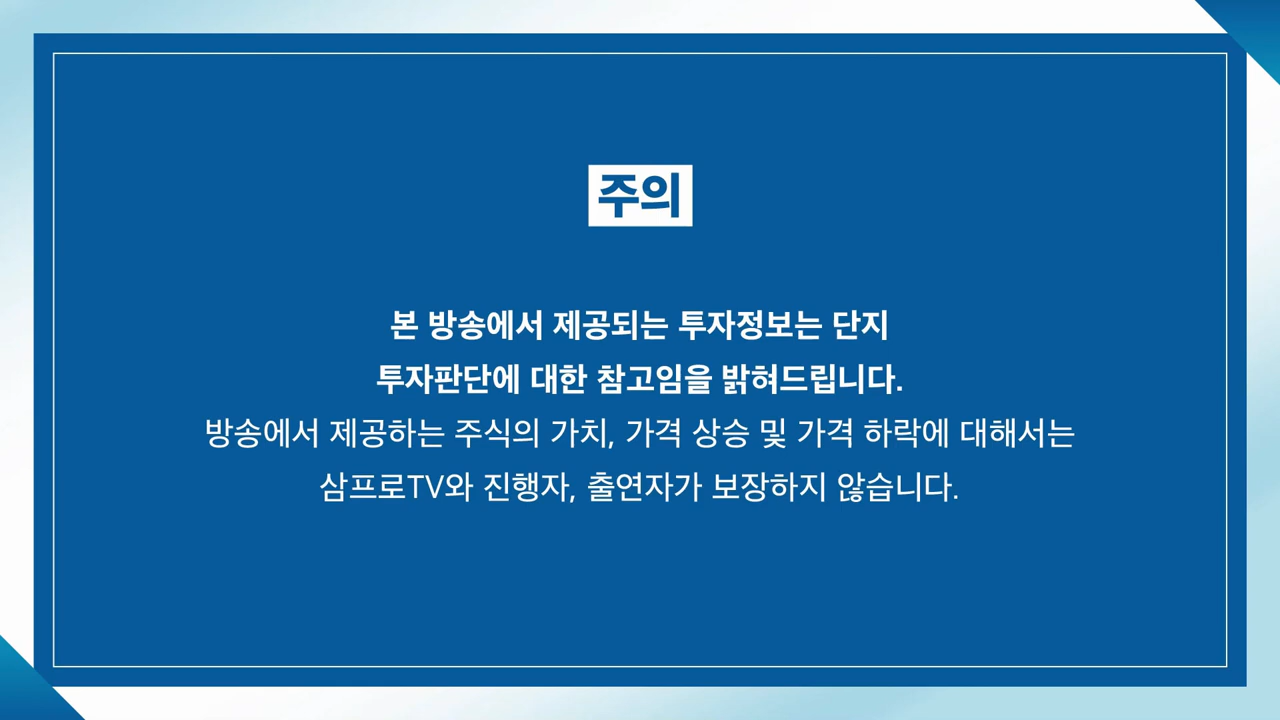 주의
본 방송에서 제공되는 투자정보는 단지
투자판단에 대한 참고임을 밝혀드립니다.
방송에서 제공하는 주식의 가치, 가격 상승 및 가격 하락에 대해서는
삼프로TV와 진행자, 출연자가 보장하지 않습니다.